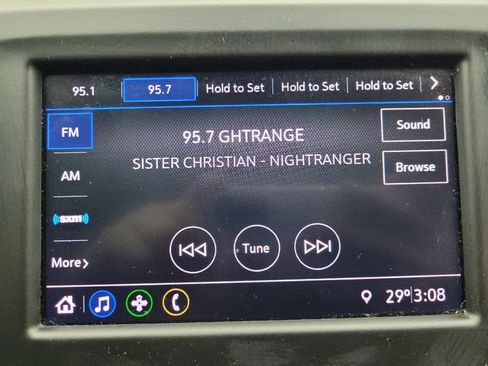 95.1 95.7 Hold to Set Hold to Set Hold to Set
FM
95.7 GHTRANGE
Sound
SISTER CHRISTIAN - NIGHTRANGER
AM
Browse
sxm
Tune
More
29° 3:08